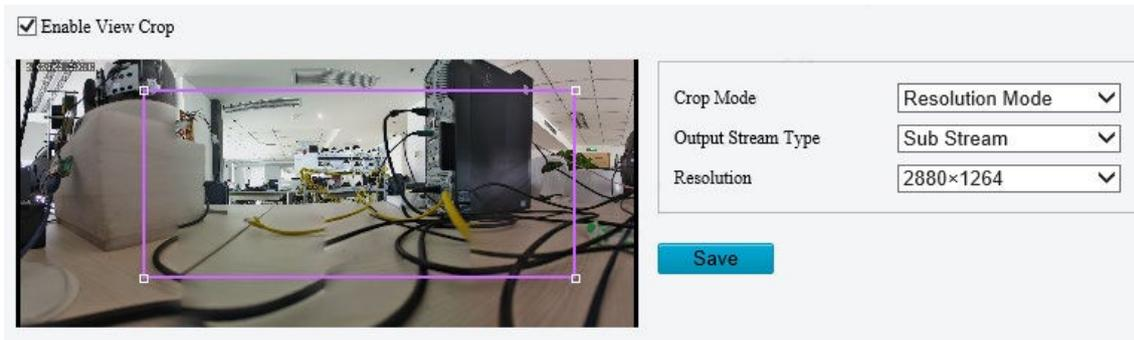 Enable View Crop
Crop Mode
Resolution Mode
Output Stream Type
Sub Stream
Resolution
2880×1264
Save